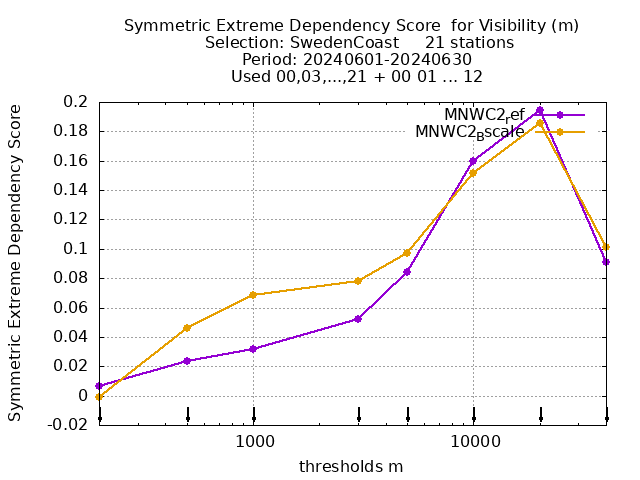 Symmetric Extreme Dependency Score for Visibility (m)
Selection: SwedenCoast 21 stations
Period: 20240601-20240630
Used 00,03,...,21 + 00 01 ... 12
MNWC2ref
MNWC2Bscale
Symmetric Extreme Dependency Score
0.2
0.18
0.16
0.14
0.12
0.1
0.08
0.06
0.04
0.02
0
-0.02
1000
10000
thresholds m